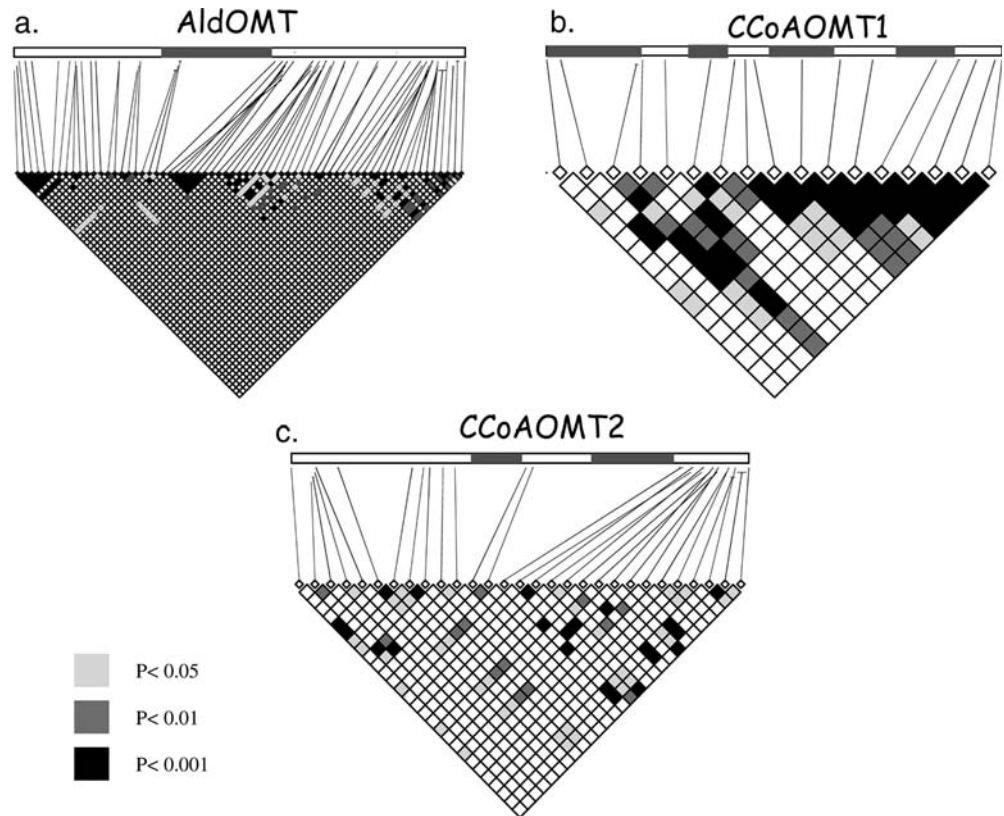 a.
AldOMT
b.
CCoAOMT1
c.
CCoAOMT2
P< 0.05
P< 0.01
P< 0.001